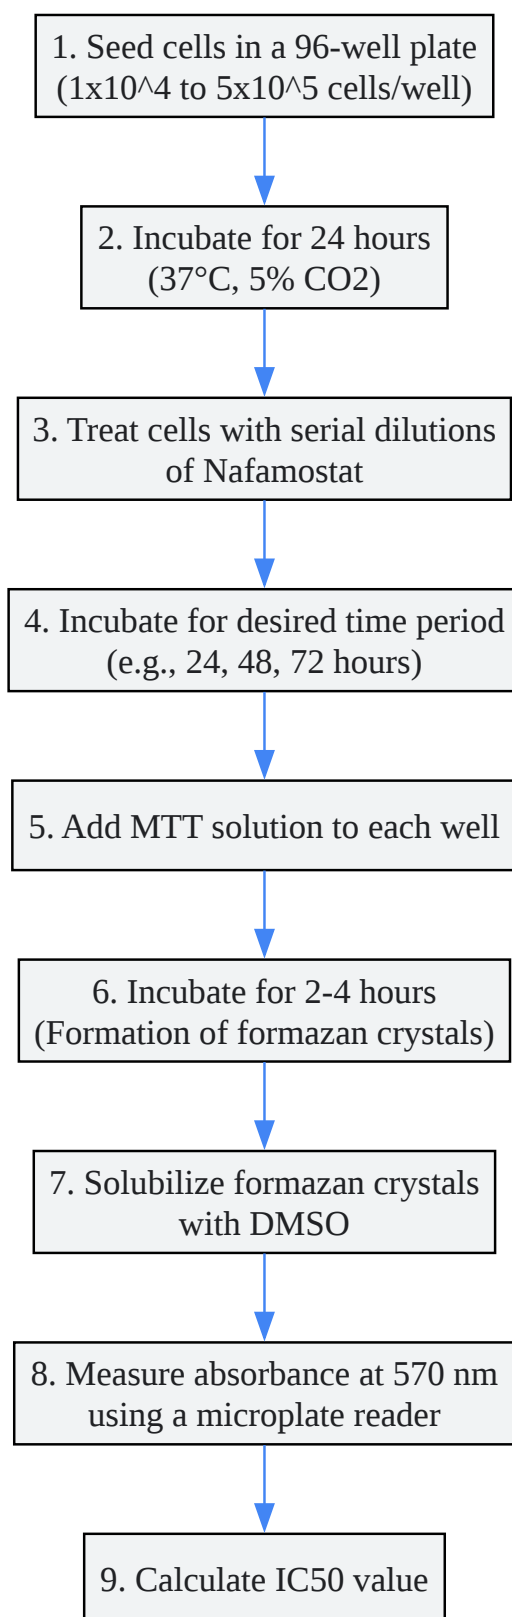 1. Seed cells in a 96-well plate
(1x10^4 to 5x10^5 cells/well)
2. Incubate for 24 hours
(37°C, 5% CO2)
3. Treat cells with serial dilutions
of Nafamostat
4. Incubate for desired time period
(e.g., 24, 48, 72 hours)
5. Add MTT solution to each well
6. Incubate for 2-4 hours
(Formation of formazan crystals)
7. Solubilize formazan crystals
with DMSO
8. Measure absorbance at 570 nm
using a microplate reader
9. Calculate IC50 value